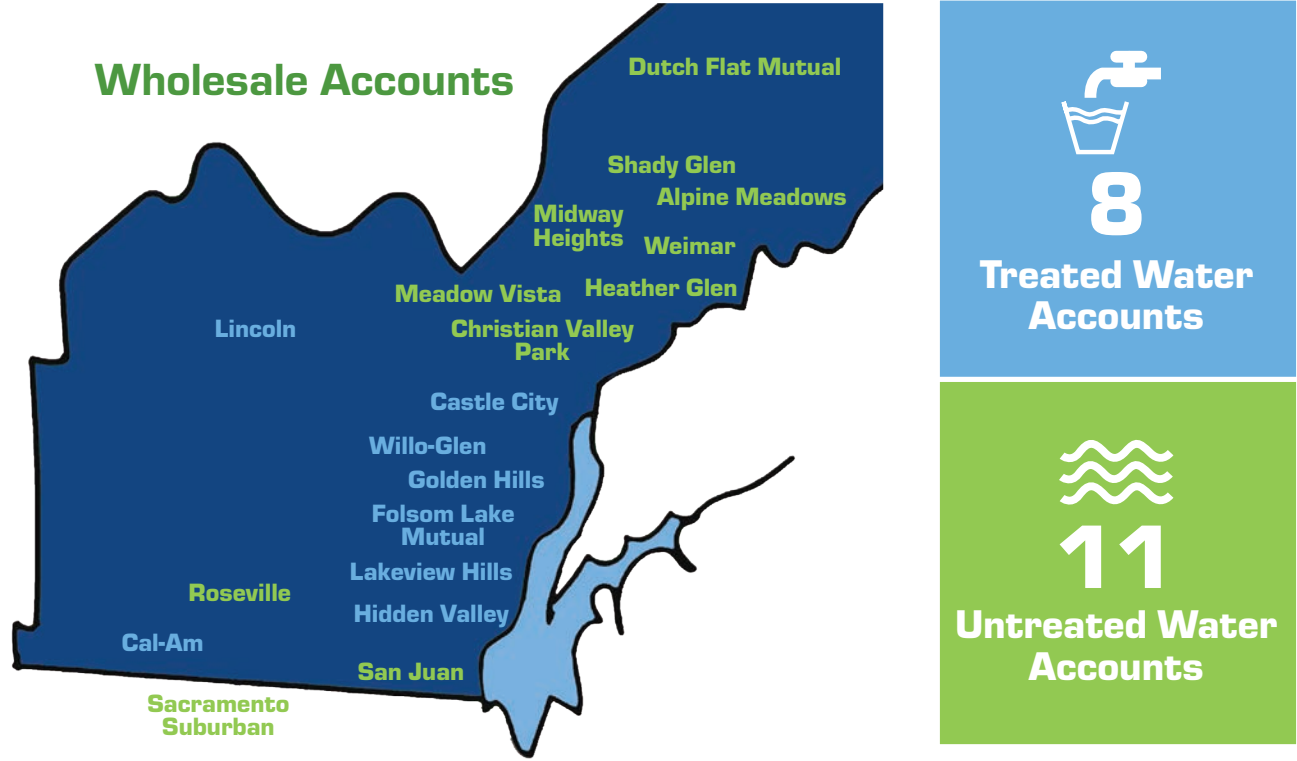 Wholesale Accounts
Dutch Flat Mutual
Shady Glen
Alpine Meadows
Midway
Heights
Weimar
Meadow Vista
Heather Glen
Lincoln
Christian Valley
Park
Castle City
Willo-Glen
Golden Hills
Folsom Lake
Mutual
Lakeview Hills
Roseville
Hidden Valley
Cal-Am
San Juan
Sacramento
Suburban
8
Treated Water
Accounts
11
Untreated Water
Accounts